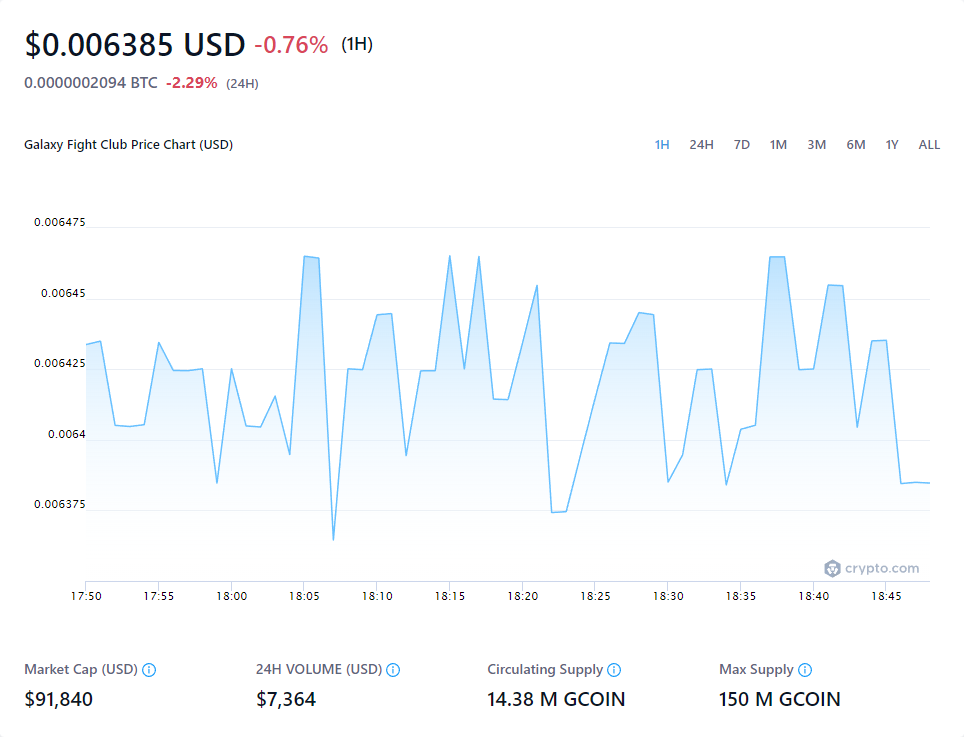 $0.006385 USD -0.76% (1H)
0.0000002094 BTC -2.29% (24H)
Galaxy Fight Club Price Chart (USD) 1H 24H 7D 1M 3M 6M 1Y ALL
0.006475
0.00645
0.006425
0.0064
0.006375
crypto.com
17:50 17:55 18:00 18:05 18:10 18:15 18:20 18:25 18:30 18:35 18:40 18:45
Market Cap (USD) 24H VOLUME (USD) Circulating Supply Max Supply
$91,840 $7,364 14.38 M GCOIN 150 M GCOIN